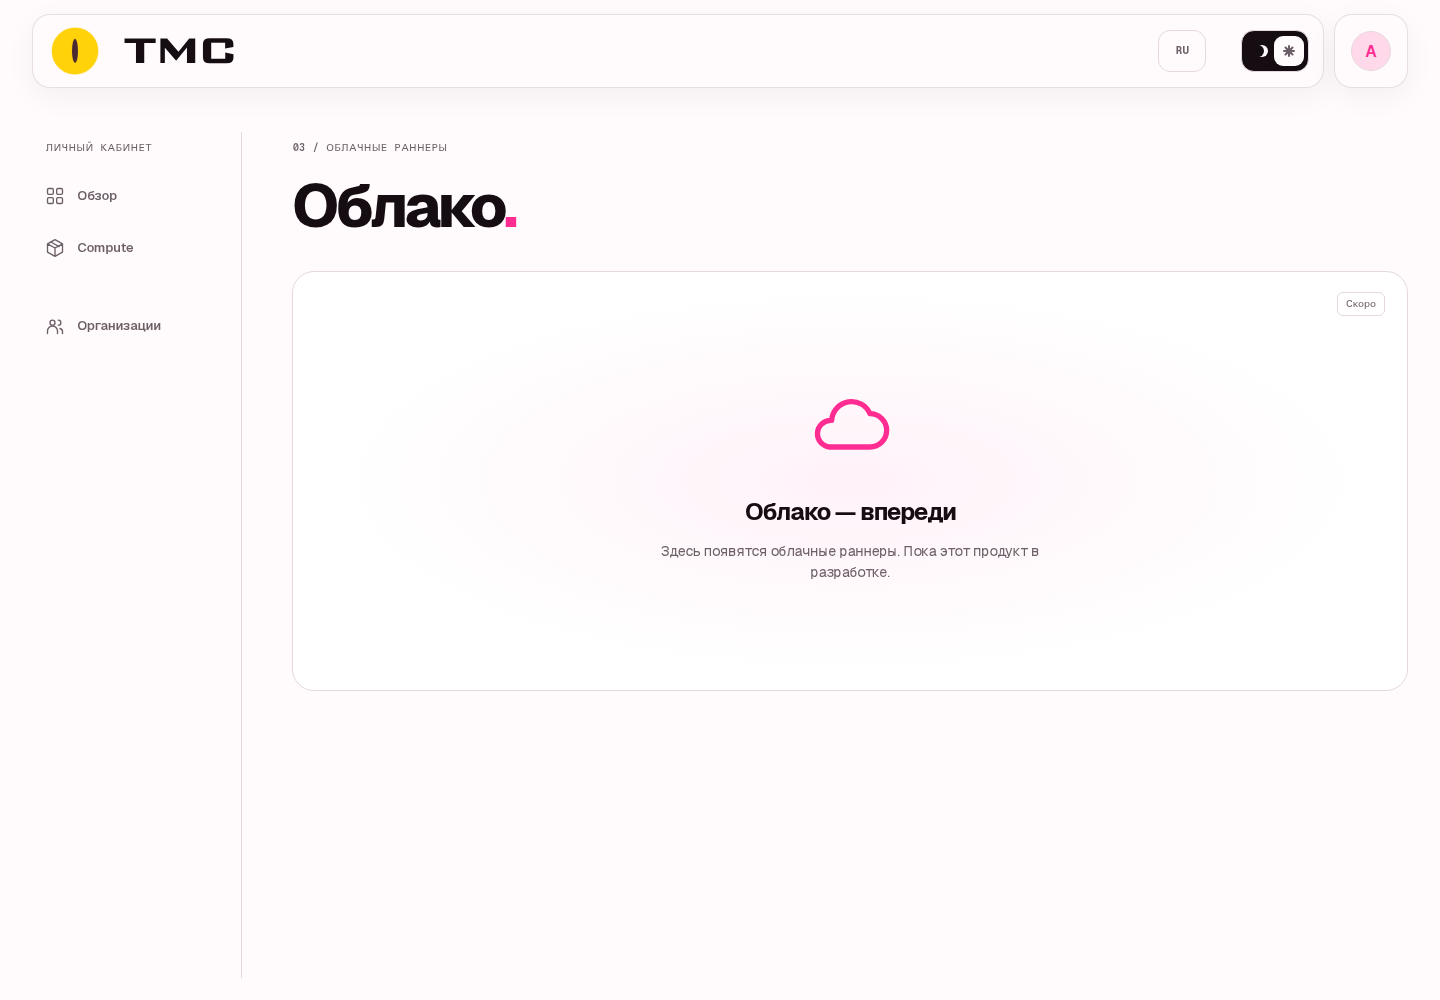 TMC
RU
A
ЛИЧНЫЙ КАБИНЕТ
Обзор
Compute
Организации
03 / ОБЛАЧНЫЕ РАННЕРЫ
Облако.
Скоро
Облако — впереди
Здесь появятся облачные раннеры. Пока этот продукт в
разработке.